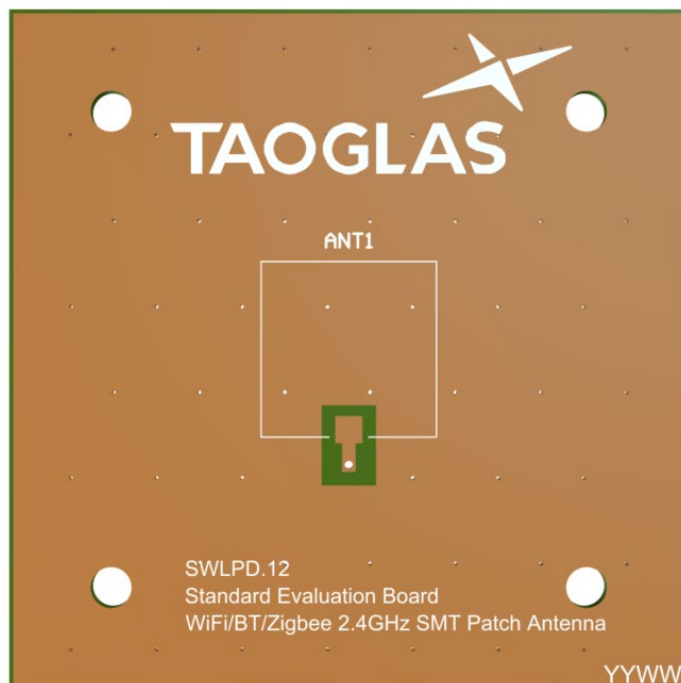 TAOGLAS
ANT1
SWLPD.12
Standard Evaluation Board
WiFi/BT/Zigbee 2.4GHz SMT Patch Antenna
YYWW